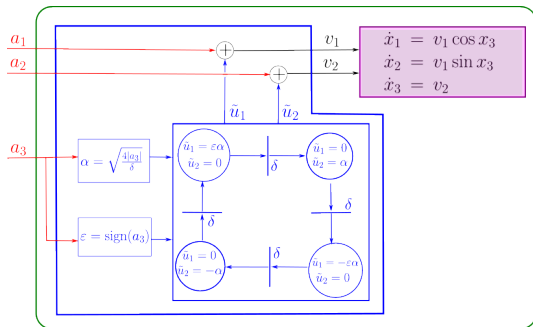 a₁
v₁
ẋ₁ = v₁ cos x₃
a₂
v₂
ẋ₂ = v₁ sin x₃
ẋ₃ = v₂
ũ₁
ũ₂
a₃
α = √(4|a₃|/δ)
ũ₁ = εα
ũ₂ = 0
δ
ũ₁ = 0
ũ₂ = α
δ
δ
ε = sign(a₃)
ũ₁ = 0
ũ₂ = −α
δ
ũ₁ = −εα
ũ₂ = 0